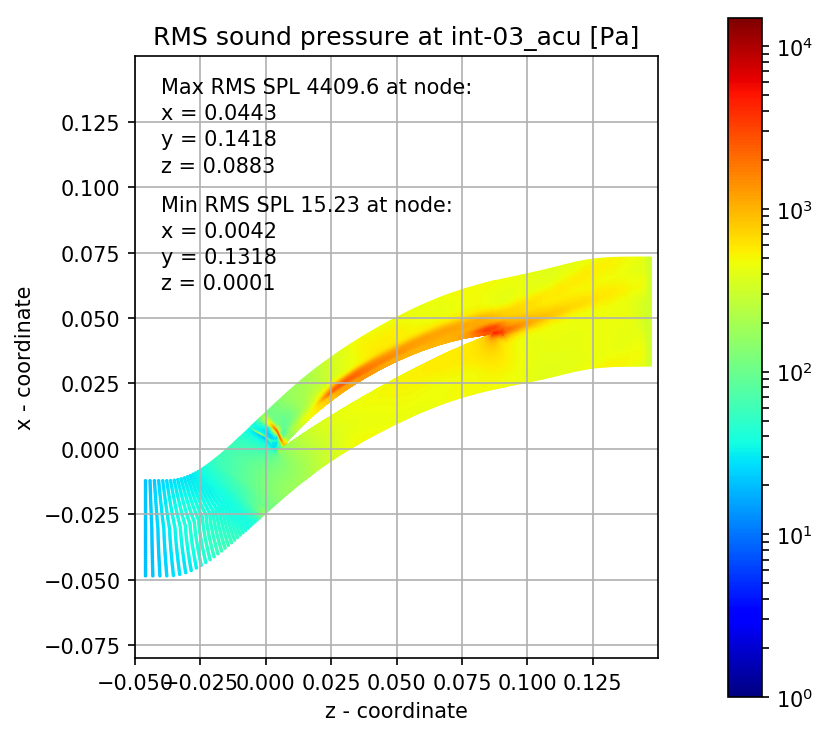 RMS sound pressure at int-03_acu [Pa]
Max RMS SPL 4409.6 at node:
x = 0.0443
y = 0.1418
z = 0.0883
Min RMS SPL 15.23 at node:
x = 0.0042
y = 0.1318
z = 0.0001
x - coordinate
0.125
0.100
0.075
0.050
0.025
0.000
−0.025
−0.050
−0.075
−0.050 −0.025 0.000 0.025 0.050 0.075 0.100 0.125
z - coordinate
10⁴
10³
10²
10¹
10⁰